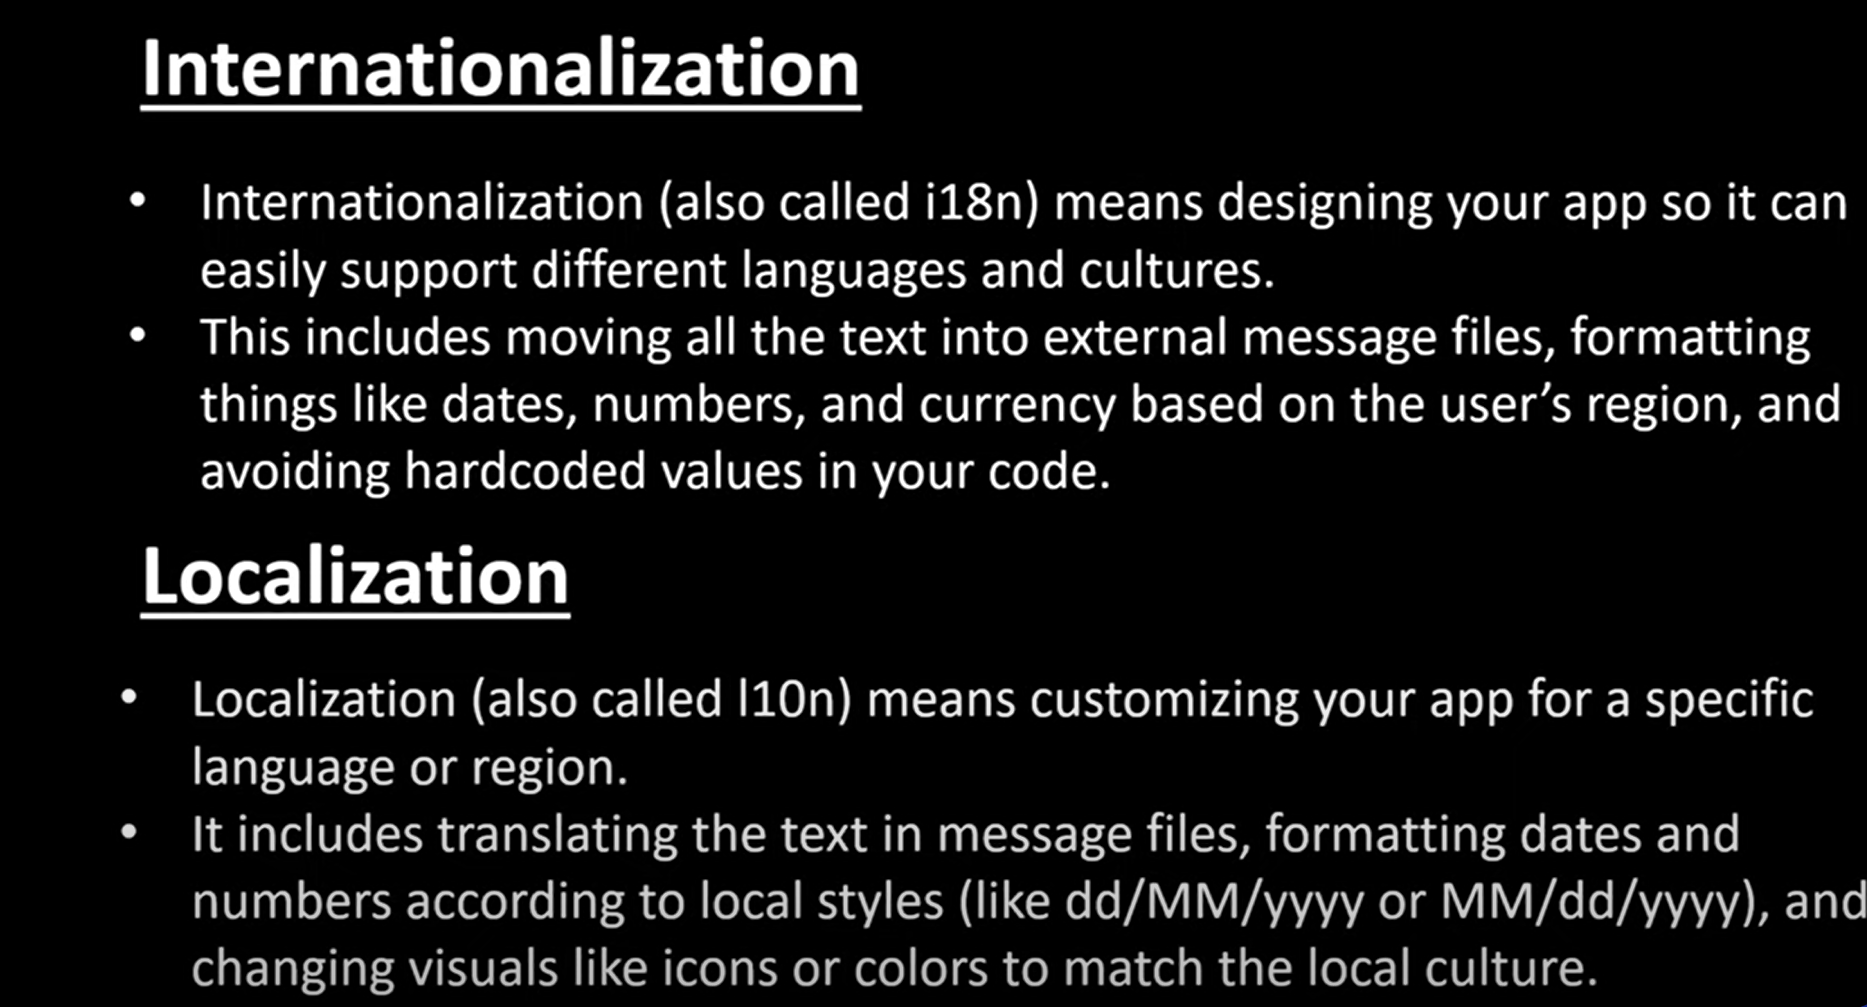 Internationalization
• Internationalization (also called i18n) means designing your app so it can
easily support different languages and cultures.
• This includes moving all the text into external message files, formatting
things like dates, numbers, and currency based on the user’s region, and
avoiding hardcoded values in your code.
Localization
• Localization (also called l10n) means customizing your app for a specific
language or region.
• It includes translating the text in message files, formatting dates and
numbers according to local styles (like dd/MM/yyyy or MM/dd/yyyy), and
changing visuals like icons or colors to match the local culture.